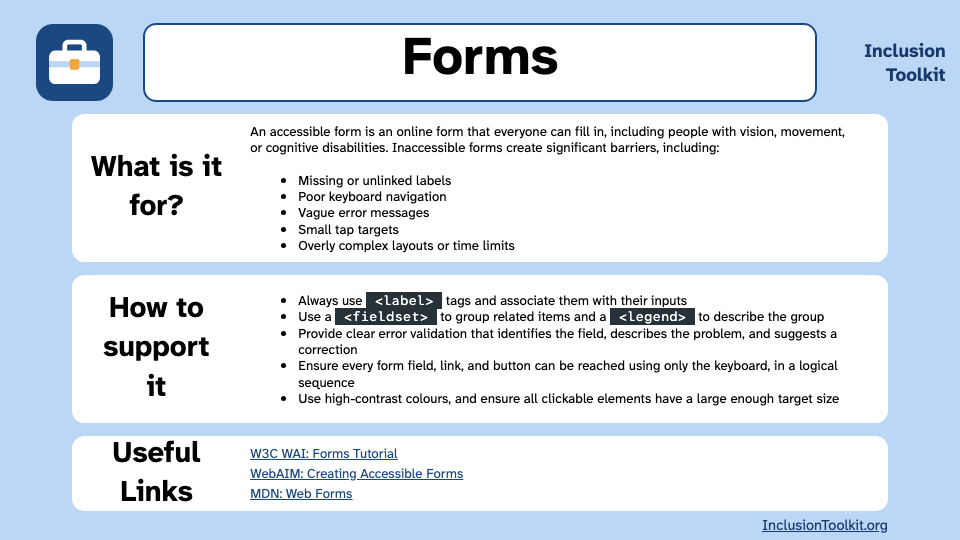 Forms
Inclusion
Toolkit
What is it
for?
An accessible form is an online form that everyone can fill in, including people with vision, movement,
or cognitive disabilities. Inaccessible forms create significant barriers, including:
● Missing or unlinked labels
● Poor keyboard navigation
● Vague error messages
● Small tap targets
● Overly complex layouts or time limits
How to
support
it
● Always use <label> tags and associate them with their inputs
● Use a <fieldset> to group related items and a <legend> to describe the group
● Provide clear error validation that identifies the field, describes the problem, and suggests a
correction
● Ensure every form field, link, and button can be reached using only the keyboard, in a logical
sequence
● Use high-contrast colours, and ensure all clickable elements have a large enough target size
Useful
Links
W3C WAI: Forms Tutorial
WebAIM: Creating Accessible Forms
MDN: Web Forms
InclusionToolkit.org